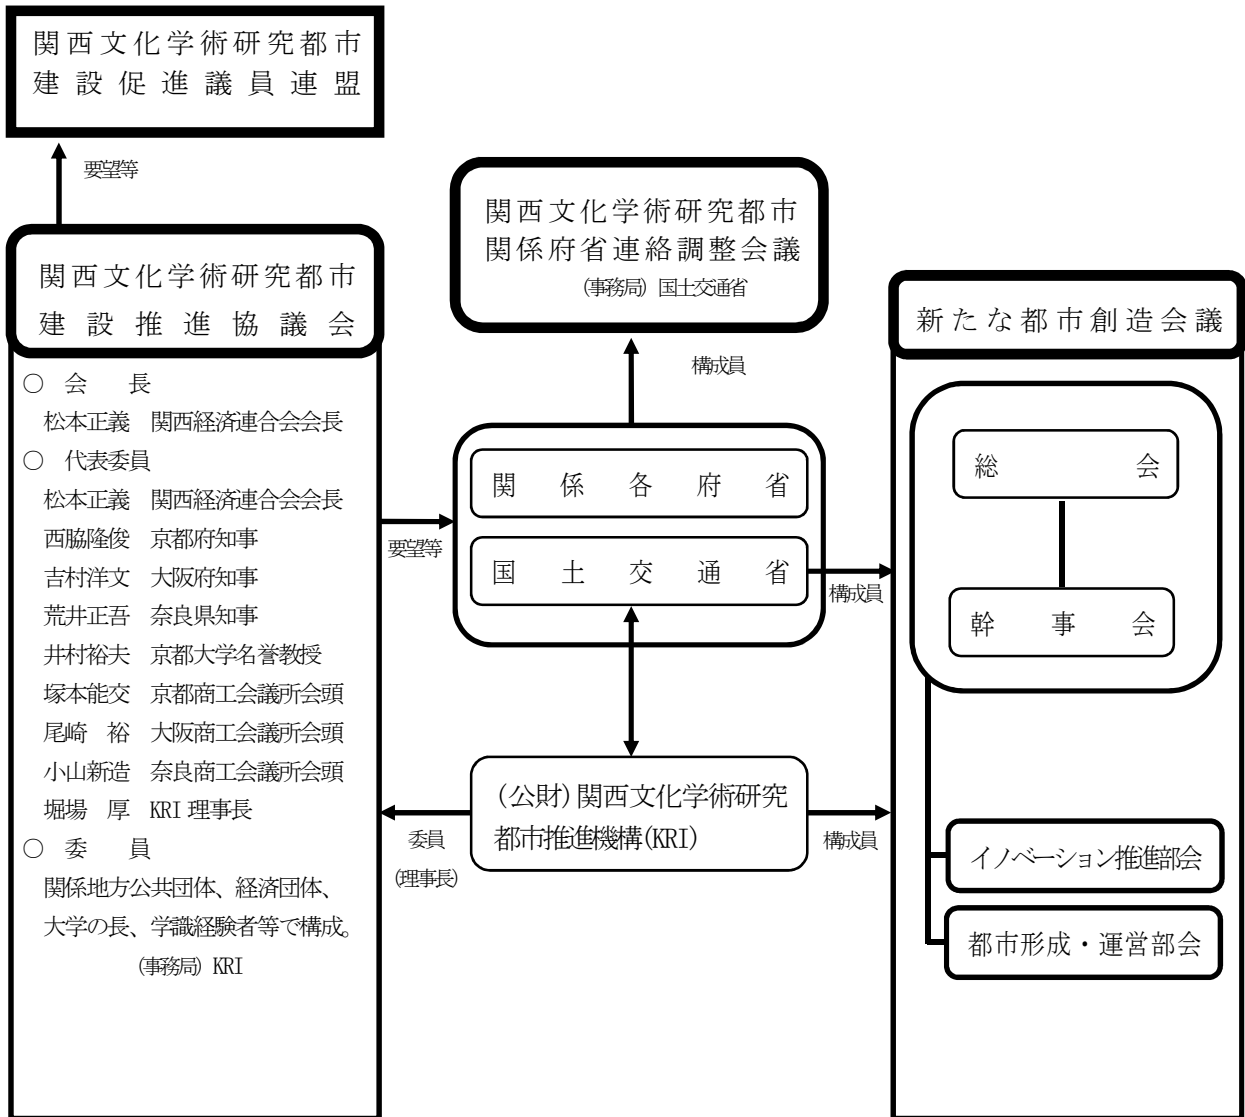 関西文化学術研究都市
建設促進議員連盟
要望等
関西文化学術研究都市
建設推進協議会
○ 会　長
松本正義　関西経済連合会会長
○ 代表委員
松本正義　関西経済連合会会長
西脇隆俊　京都府知事
吉村洋文　大阪府知事
荒井正吾　奈良県知事
井村裕夫　京都大学名誉教授
塚本能交　京都商工会議所会頭
尾崎　裕　大阪商工会議所会頭
小山新造　奈良商工会議所会頭
堀場　厚　KRI 理事長
○ 委　員
関係地方公共団体、経済団体、
大学の長、学識経験者等で構成。
(事務局) KRI
関西文化学術研究都市
関係府省連絡調整会議
(事務局) 国土交通省
構成員
関係各府省
国土交通省
要望等
構成員
(公財)関西文化学術研究
都市推進機構(KRI)
委員
(理事長)
構成員
新たな都市創造会議
総会
幹事会
イノベーション推進部会
都市形成・運営部会